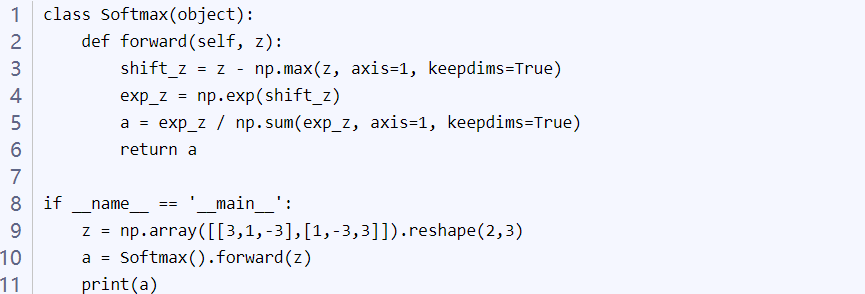 1 class Softmax(object):
2     def forward(self, z):
3         shift_z = z - np.max(z, axis=1, keepdims=True)
4         exp_z = np.exp(shift_z)
5         a = exp_z / np.sum(exp_z, axis=1, keepdims=True)
6         return a
7
8 if __name__ == '__main__':
9     z = np.array([[3,1,-3],[1,-3,3]]).reshape(2,3)
10     a = Softmax().forward(z)
11     print(a)